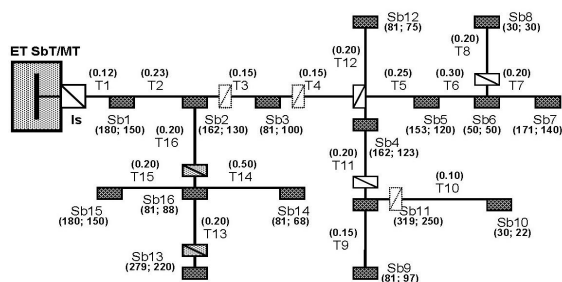 Sb12
(81; 75)
Sb8
(30; 30)
ET SbT/MT
(0.12)
T1
(0.23)
T2
(0.15)
T3
(0.15)
T4
(0.20)
T12
(0.25)
T5
(0.30)
T6
(0.20)
T8
(0.20)
T7
Is
Sb1
(180; 150)
Sb2
(162; 130)
Sb3
(81; 100)
Sb5
(153; 120)
Sb6
(50; 50)
Sb7
(171; 140)
Sb4
(162; 123)
(0.20)
T16
(0.20)
T11
(0.20)
T15
(0.50)
T14
(0.10)
T10
Sb15
(180; 150)
Sb16
(81; 88)
Sb14
(81; 68)
Sb11
(319; 250)
Sb10
(30; 22)
(0.20)
T13
(0.15)
T9
Sb13
(279; 220)
Sb9
(81; 97)